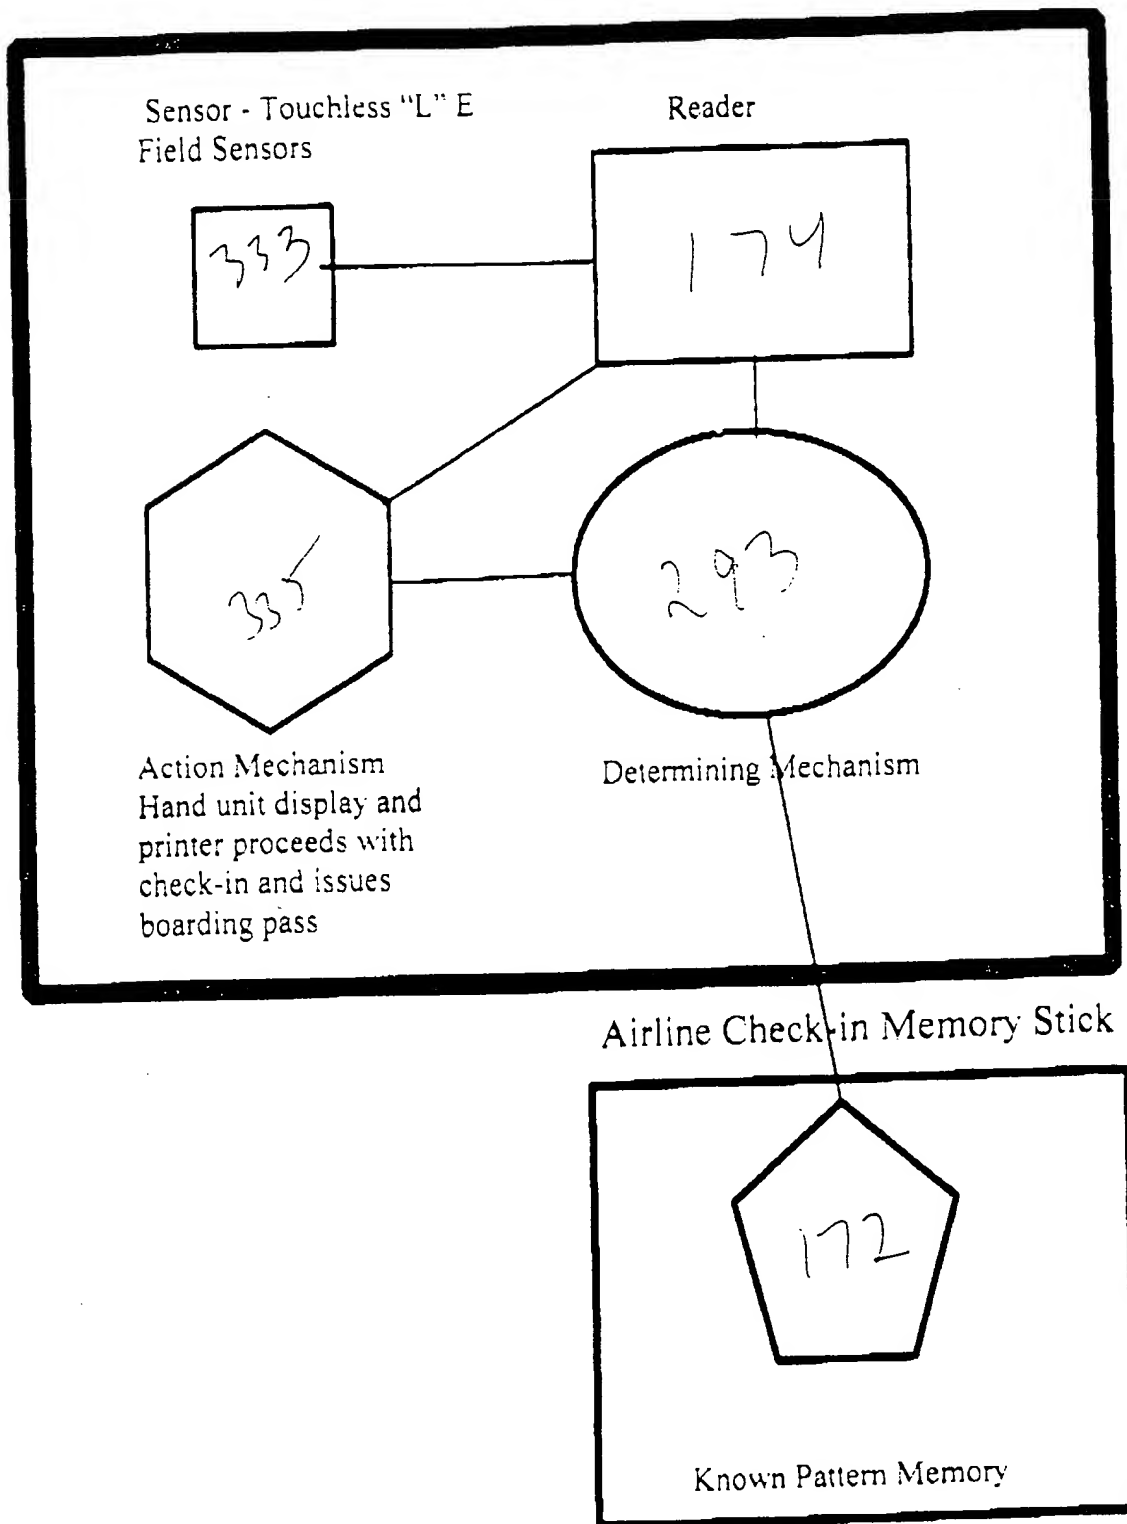 Sensor - Touchless "L" E
Field Sensors
Reader
333
174
335
293
Action Mechanism
Hand unit display and
printer proceeds with
check-in and issues
boarding pass
Determining Mechanism
Airline Check-in Memory Stick
172
Known Pattern Memory